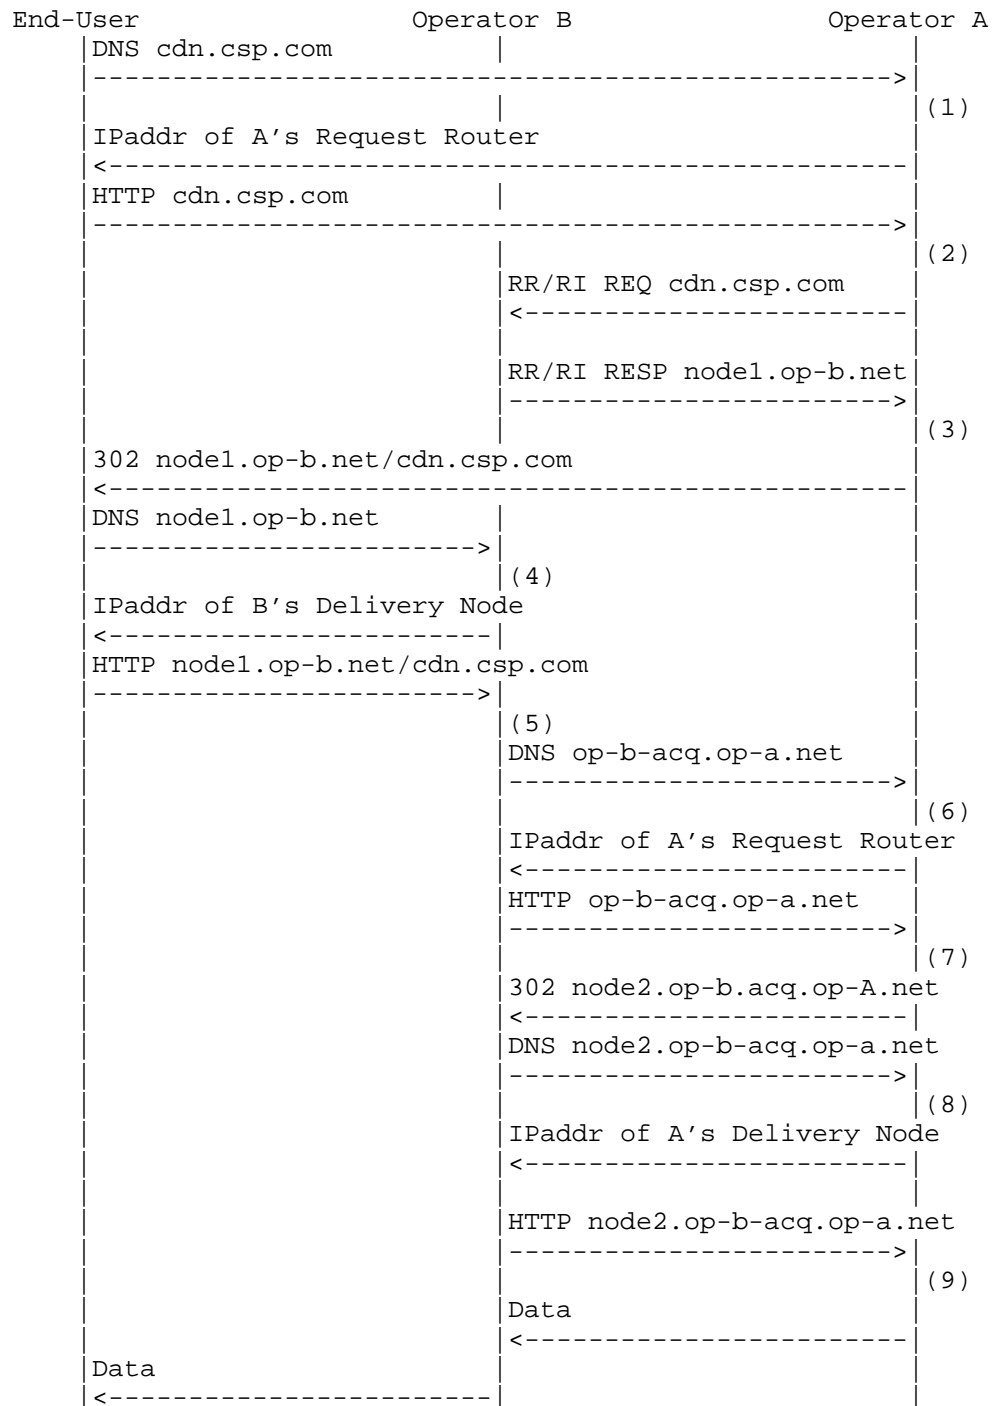 End-User Operator B Operator A
DNS cdn.csp.com
(1)
IPaddr of A's Request Router
HTTP cdn.csp.com
(2)
RR/RI REQ cdn.csp.com
RR/RI RESP node1.op-b.net
(3)
302 node1.op-b.net/cdn.csp.com
DNS node1.op-b.net
(4)
IPaddr of B's Delivery Node
HTTP node1.op-b.net/cdn.csp.com
(5)
DNS op-b-acq.op-a.net
(6)
IPaddr of A's Request Router
HTTP op-b-acq.op-a.net
(7)
302 node2.op-b.acq.op-A.net
DNS node2.op-b-acq.op-a.net
(8)
IPaddr of A's Delivery Node
HTTP node2.op-b-acq.op-a.net
(9)
Data
Data